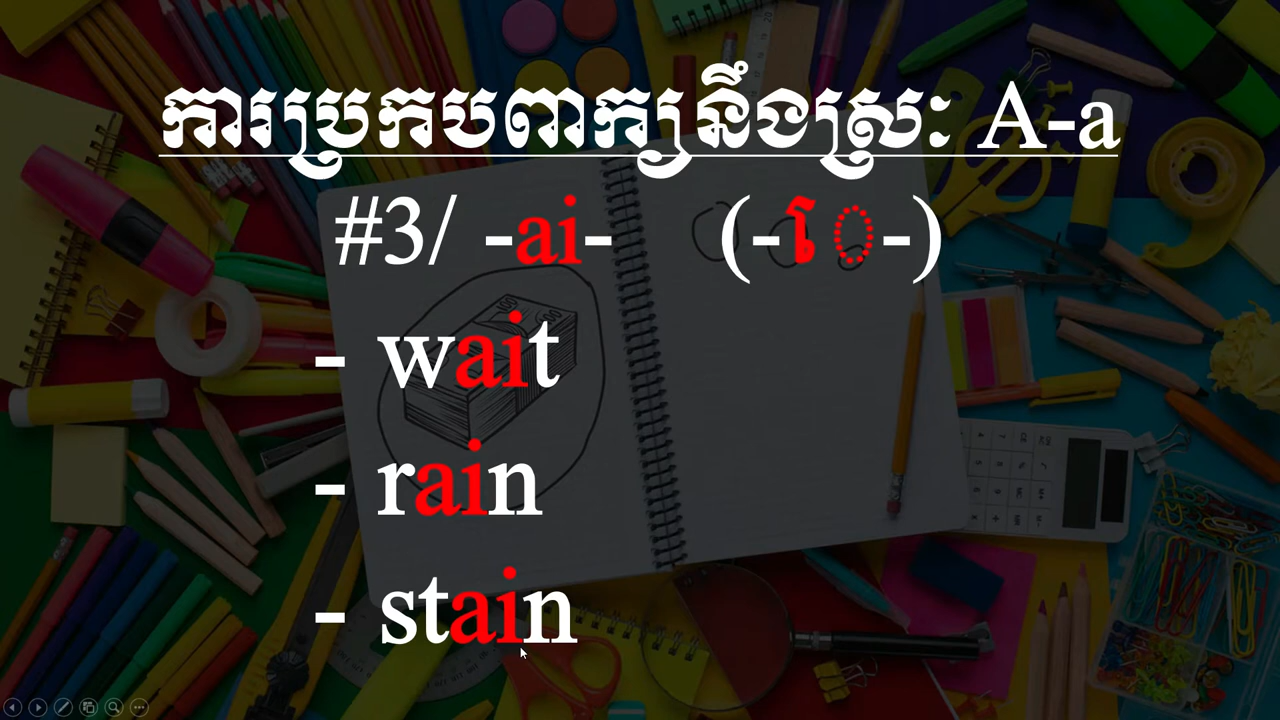 ការប្រកបពាក្យនឹងស្រៈ A-a
#3/ -ai- (-ែ-)
- wait
- rain
- stain